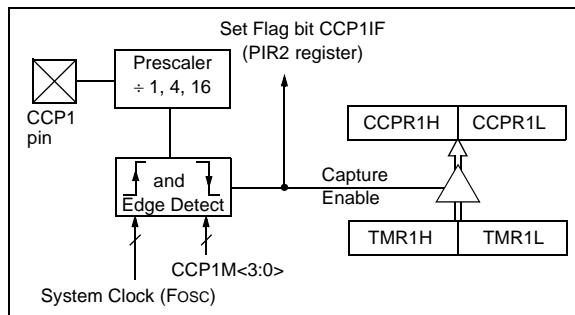 Set Flag bit CCP1IF
(PIR2 register)
Prescaler
÷ 1, 4, 16
CCP1
pin
CCPR1H
CCPR1L
and
Edge Detect
Capture
Enable
TMR1H
TMR1L
CCP1M<3:0>
System Clock (FOSC)